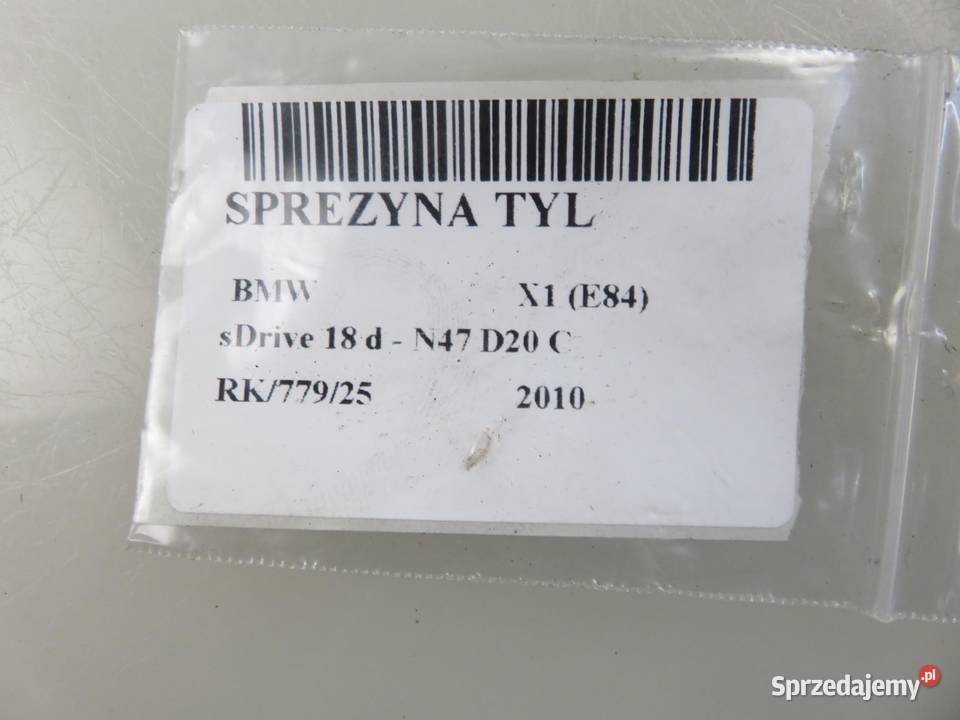 SPREZYNA TYL
BMW X1 (E84)
sDrive 18 d - N47 D20 C
RK/779/25 2010
Sprzedajemy.pl